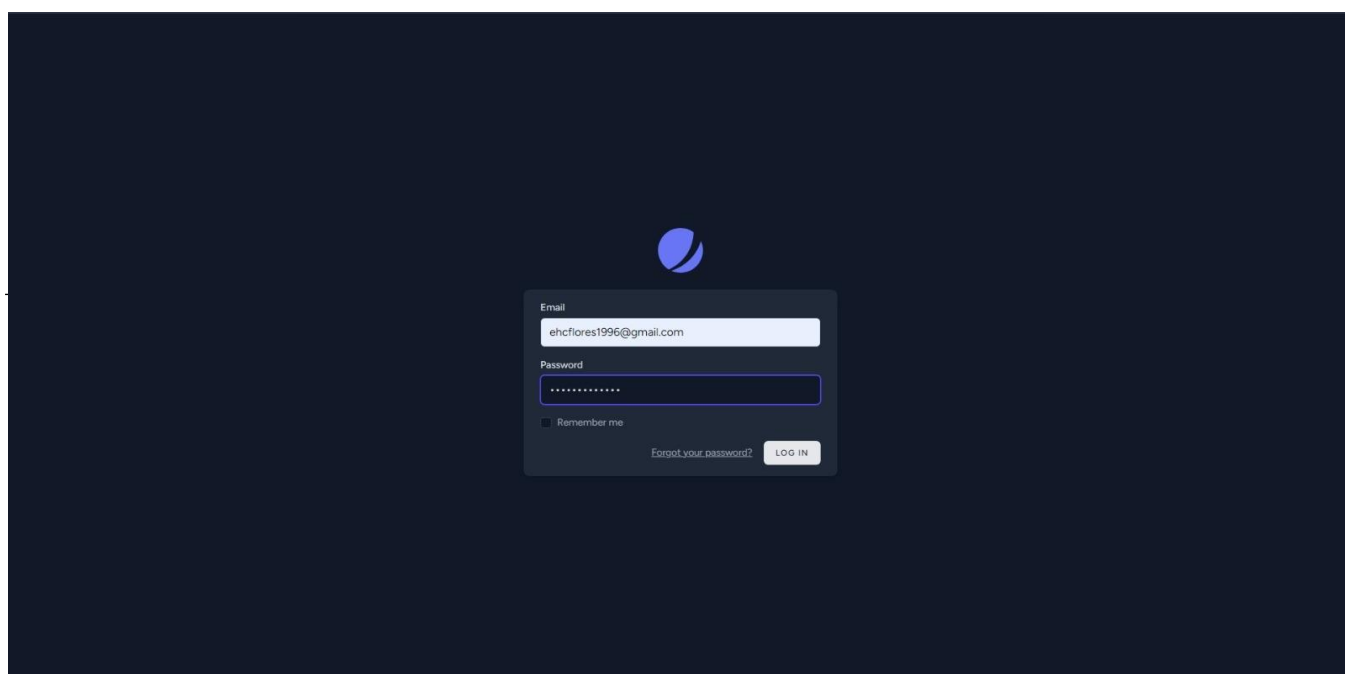 Email
ehcflores1996@gmail.com
Password
•••••••••••••
Remember me
Forgot your password? LOG IN